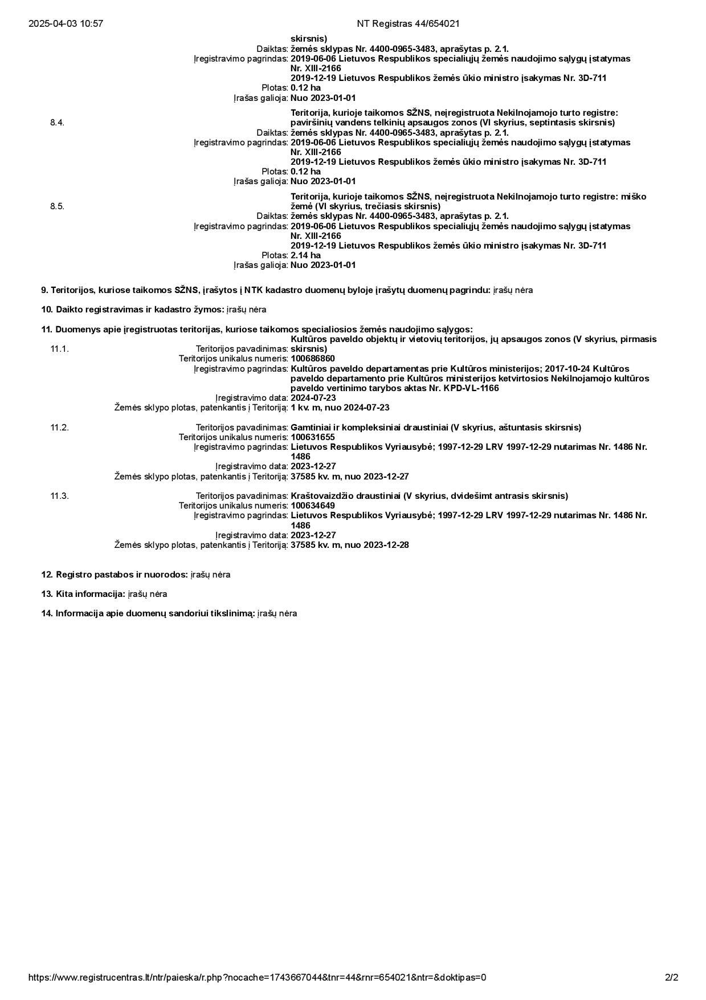 2025-04-03 10:57 NT Registras 44/654021
skirsnis)
Daiktas: žemės sklypas Nr. 4400-0965-3483, aprašytas p. 2.1.
Įregistravimo pagrindas: 2019-06-06 Lietuvos Respublikos specialiųjų žemės naudojimo sąlygų įstatymas
Nr. XIII-2166
2019-12-19 Lietuvos Respublikos žemės ūkio ministro įsakymas Nr. 3D-711
Plotas: 0.12 ha
Įrašas galioja: Nuo 2023-01-01
Teritorija, kurioje taikomos SŽNS, neįregistruota Nekilnojamojo turto registre:
8.4. paviršinių vandens telkinių apsaugos zonos (VI skyrius, septintasis skirsnis)
Daiktas: žemės sklypas Nr. 4400-0965-3483, aprašytas p. 2.1.
Įregistravimo pagrindas: 2019-06-06 Lietuvos Respublikos specialiųjų žemės naudojimo sąlygų įstatymas
Nr. XIII-2166
2019-12-19 Lietuvos Respublikos žemės ūkio ministro įsakymas Nr. 3D-711
Plotas: 0.12 ha
Įrašas galioja: Nuo 2023-01-01
Teritorija, kurioje taikomos SŽNS, neįregistruota Nekilnojamojo turto registre: miško
8.5. žemė (VI skyrius, trečiasis skirsnis)
Daiktas: žemės sklypas Nr. 4400-0965-3483, aprašytas p. 2.1.
Įregistravimo pagrindas: 2019-06-06 Lietuvos Respublikos specialiųjų žemės naudojimo sąlygų įstatymas
Nr. XIII-2166
2019-12-19 Lietuvos Respublikos žemės ūkio ministro įsakymas Nr. 3D-711
Plotas: 2.14 ha
Įrašas galioja: Nuo 2023-01-01
9. Teritorijos, kuriose taikomos SŽNS, įrašytos į NTK kadastro duomenų byloje įrašytų duomenų pagrindu: įrašų nėra
10. Daikto registravimas ir kadastro žymos: įrašų nėra
11. Duomenys apie įregistruotas teritorijas, kuriose taikomos specialiosios žemės naudojimo sąlygos:
Kultūros paveldo objektų ir vietovių teritorijos, jų apsaugos zonos (V skyrius, pirmasis
11.1. Teritorijos pavadinimas: skirsnis)
Teritorijos unikalus numeris: 100686860
Įregistravimo pagrindas: Kultūros paveldo departamentas prie Kultūros ministerijos; 2017-10-24 Kultūros
paveldo departamento prie Kultūros ministerijos ketvirtosios Nekilnojamojo kultūros
paveldo vertinimo tarybos aktas Nr. KPD-VL-1166
Įregistravimo data: 2024-07-23
Žemės sklypo plotas, patenkantis į Teritoriją: 1 kv. m, nuo 2024-07-23
11.2. Teritorijos pavadinimas: Gamtiniai ir kompleksiniai draustiniai (V skyrius, aštuntasis skirsnis)
Teritorijos unikalus numeris: 100631655
Įregistravimo pagrindas: Lietuvos Respublikos Vyriausybė; 1997-12-29 LRV 1997-12-29 nutarimas Nr. 1486 Nr.
1486
Įregistravimo data: 2023-12-27
Žemės sklypo plotas, patenkantis į Teritoriją: 37585 kv. m, nuo 2023-12-27
11.3. Teritorijos pavadinimas: Kraštovaizdžio draustiniai (V skyrius, dvidešimt antrasis skirsnis)
Teritorijos unikalus numeris: 100634649
Įregistravimo pagrindas: Lietuvos Respublikos Vyriausybė; 1997-12-29 LRV 1997-12-29 nutarimas Nr. 1486 Nr.
1486
Įregistravimo data: 2023-12-27
Žemės sklypo plotas, patenkantis į Teritoriją: 37585 kv. m, nuo 2023-12-28
12. Registro pastabos ir nuorodos: įrašų nėra
13. Kita informacija: įrašų nėra
14. Informacija apie duomenų sandoriui tikslinimą: įrašų nėra
https://www.registrucentras.lt/ntr/paieska/r.php?nocache=1743667044&tnr=44&rnr=654021&ntr=&doktipas=0 2/2